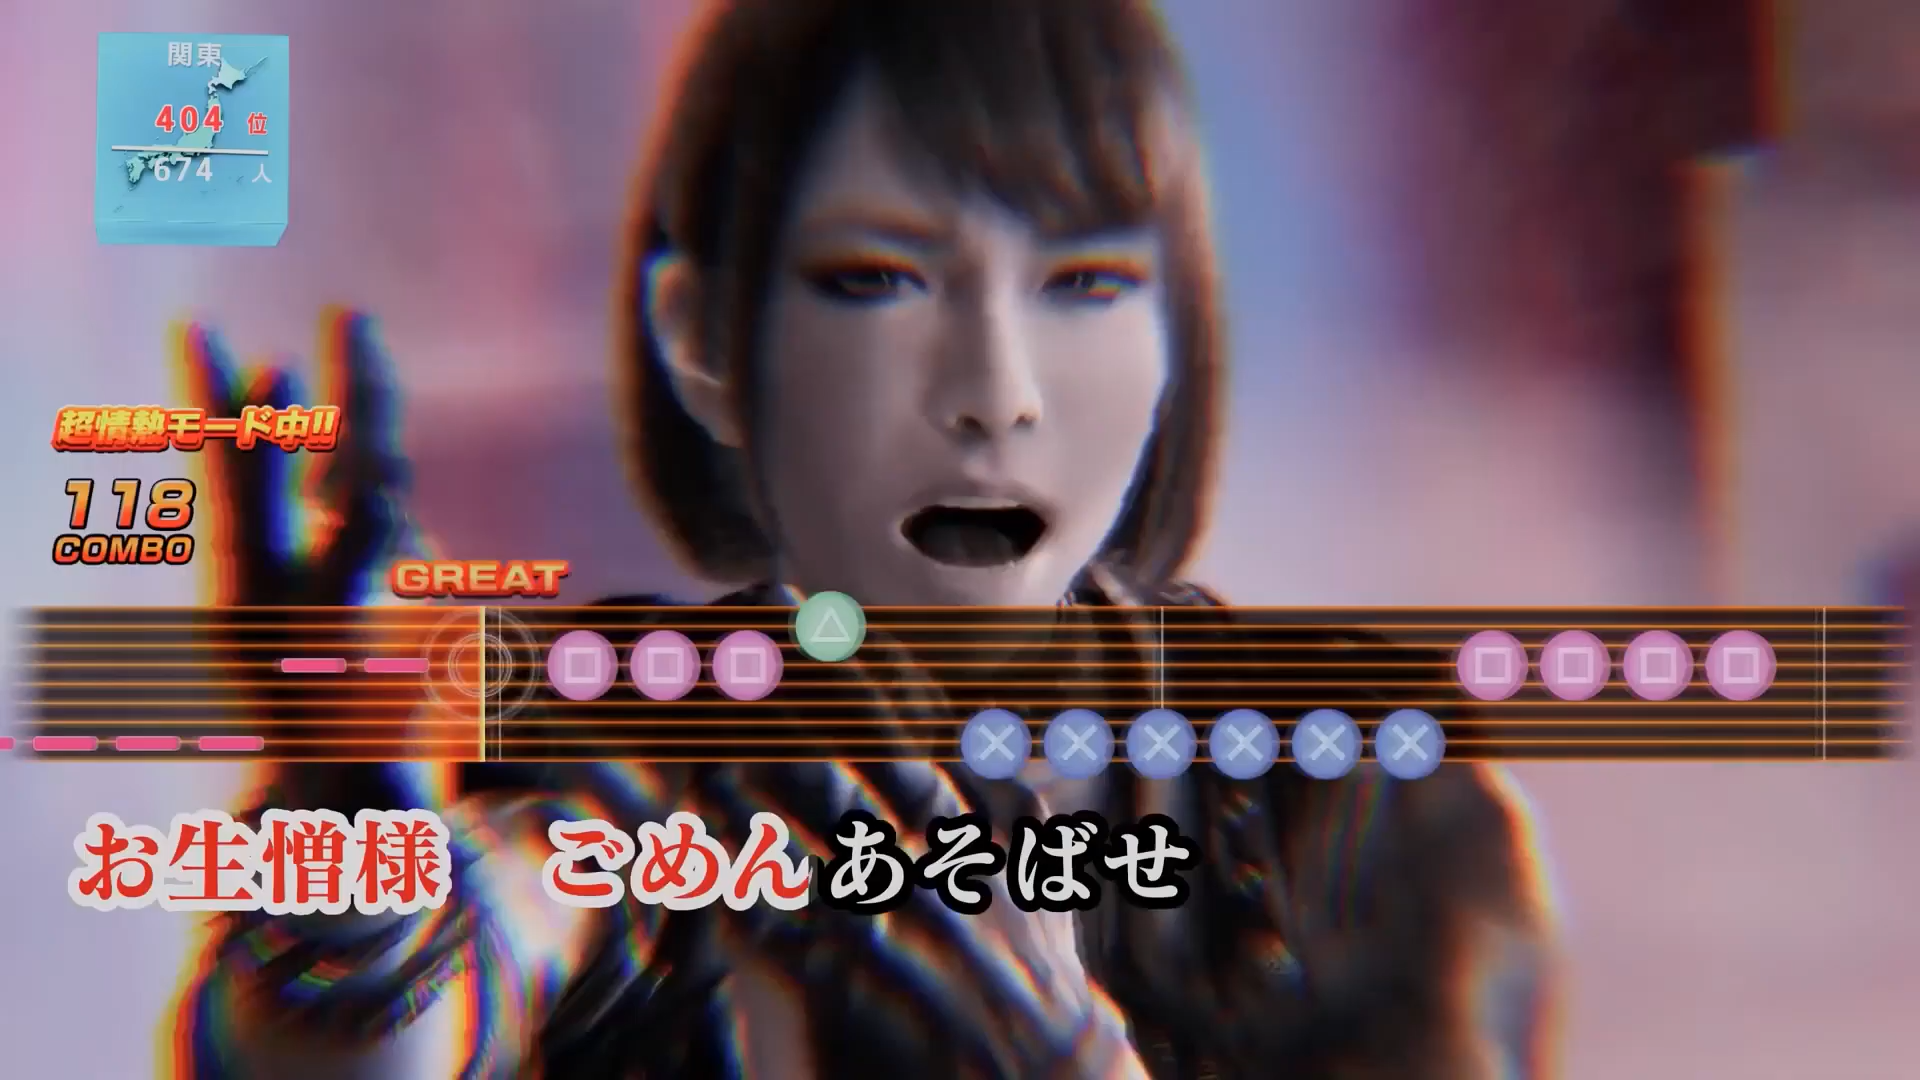 関東
404 位
674 人
超情熱モード中!!
118
COMBO
GREAT
お生憎様 ごめんあそばせ